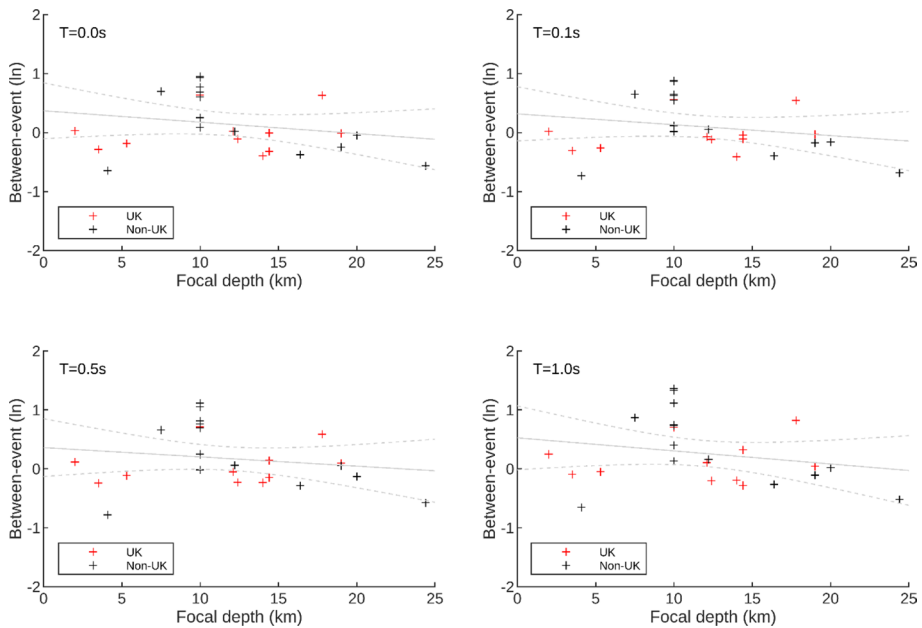 T=0.0s
2
1
0
-1
-2
Between-event (ln)
UK
Non-UK
0 5 10 15 20 25
Focal depth (km)
T=0.1s
2
1
0
-1
-2
Between-event (ln)
UK
Non-UK
0 5 10 15 20 25
Focal depth (km)
T=0.5s
2
1
0
-1
-2
Between-event (ln)
UK
Non-UK
0 5 10 15 20 25
Focal depth (km)
T=1.0s
2
1
0
-1
-2
Between-event (ln)
UK
Non-UK
0 5 10 15 20 25
Focal depth (km)